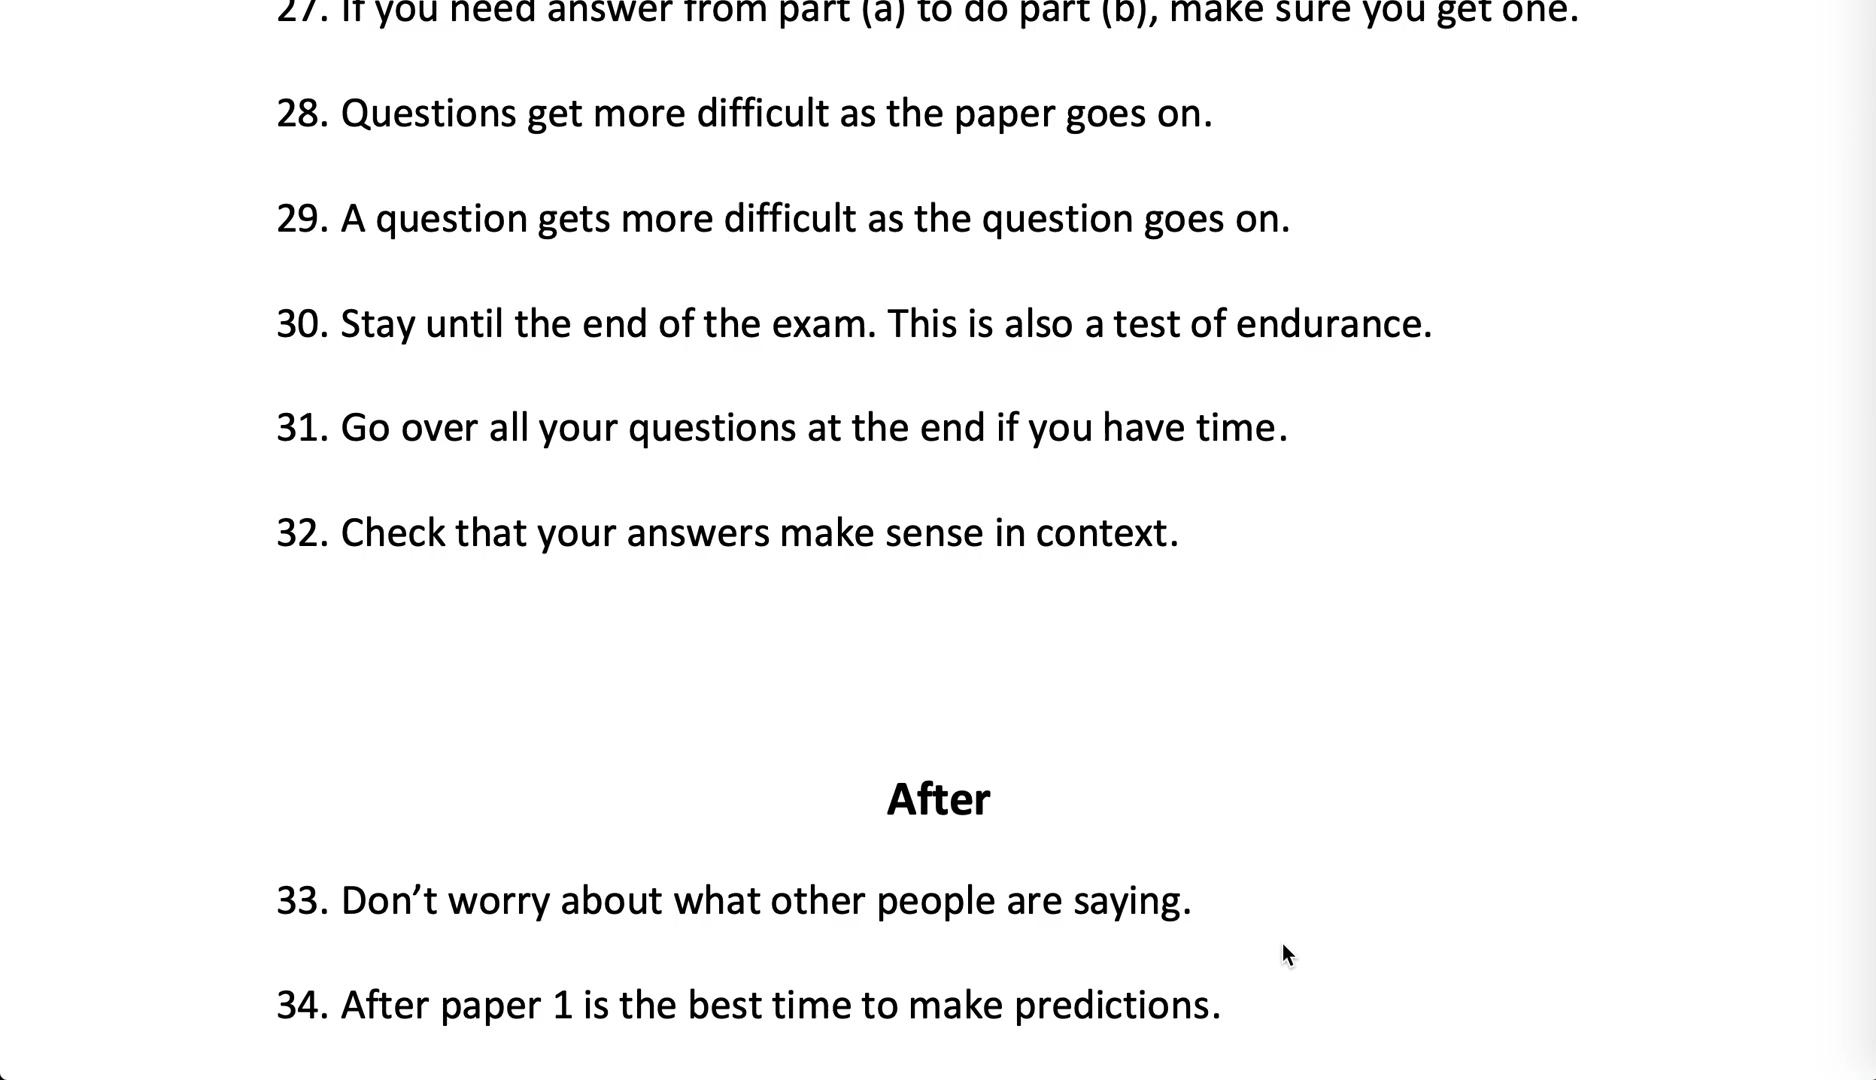 27. If you need answer from part (a) to do part (b), make sure you get one.
28. Questions get more difficult as the paper goes on.
29. A question gets more difficult as the question goes on.
30. Stay until the end of the exam. This is also a test of endurance.
31. Go over all your questions at the end if you have time.
32. Check that your answers make sense in context.
After
33. Don’t worry about what other people are saying.
34. After paper 1 is the best time to make predictions.